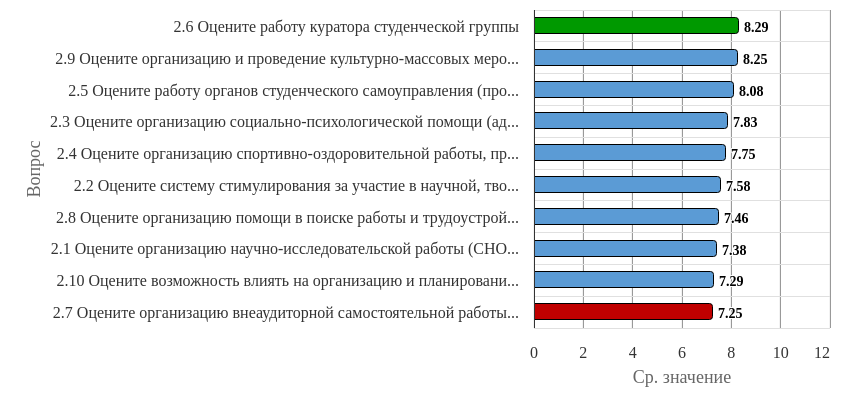 2.6 Оцените работу куратора студенческой группы 8.29
2.9 Оцените организацию и проведение культурно-массовых меро... 8.25
2.5 Оцените работу органов студенческого самоуправления (про... 8.08
2.3 Оцените организацию социально-психологической помощи (ад... 7.83
2.4 Оцените организацию спортивно-оздоровительной работы, пр... 7.75
2.2 Оцените систему стимулирования за участие в научной, тво... 7.58
2.8 Оцените организацию помощи в поиске работы и трудоустрой... 7.46
2.1 Оцените организацию научно-исследовательской работы (СНО... 7.38
2.10 Оцените возможность влиять на организацию и планировани... 7.29
2.7 Оцените организацию внеаудиторной самостоятельной работы... 7.25
Вопрос
0 2 4 6 8 10 12
Ср. значение